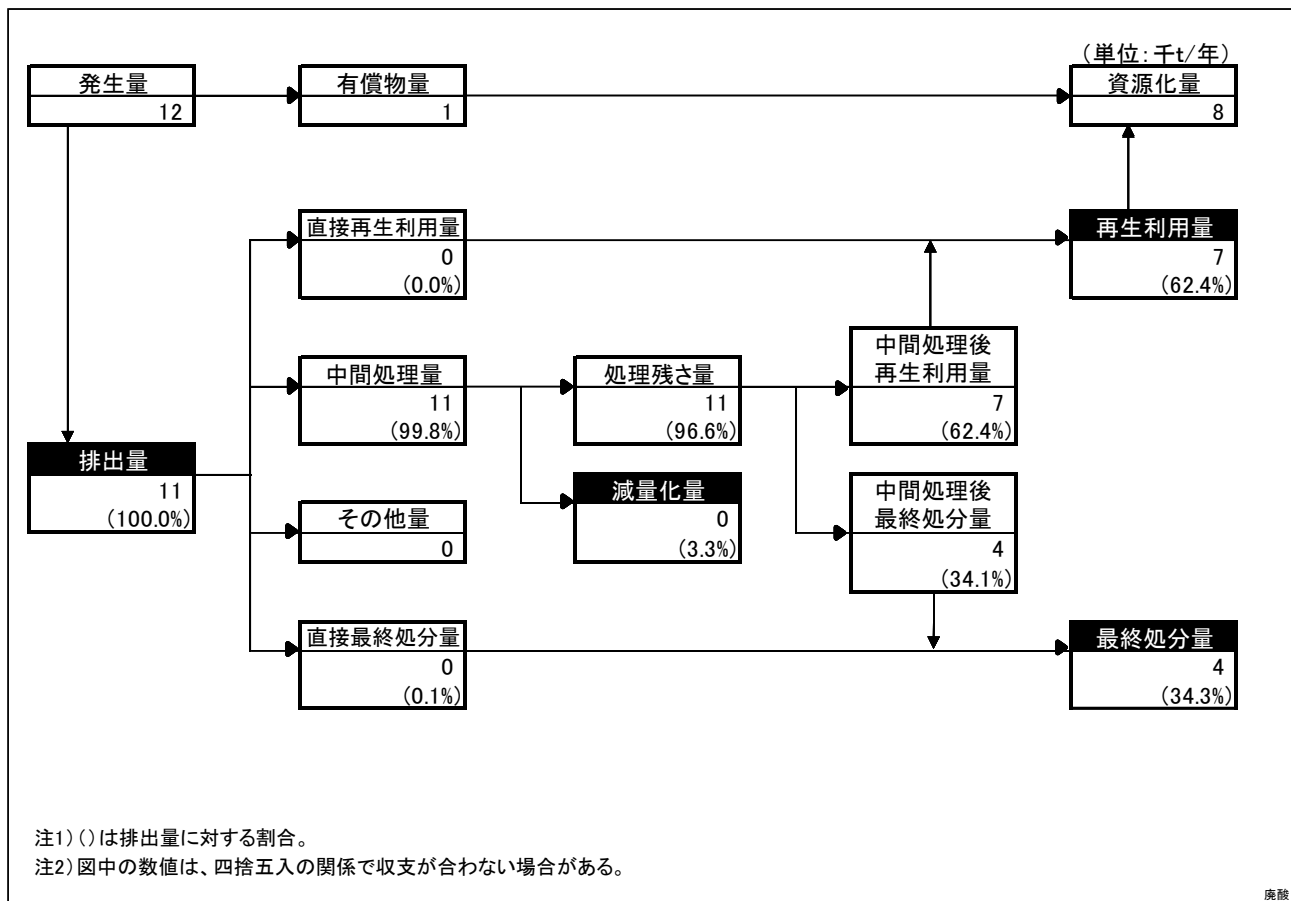 (単位：千t/年)
発生量
12
有償物量
1
資源化量
8
直接再生利用量
0
(0.0%)
再生利用量
7
(62.4%)
中間処理量
11
(99.8%)
処理残さ量
11
(96.6%)
中間処理後
再生利用量
7
(62.4%)
排出量
11
(100.0%)
減量化量
0
(3.3%)
中間処理後
最終処分量
4
(34.1%)
その他量
0
直接最終処分量
0
(0.1%)
最終処分量
4
(34.3%)
注1)()は排出量に対する割合。
注2)図中の数値は、四捨五入の関係で収支が合わない場合がある。
廃酸